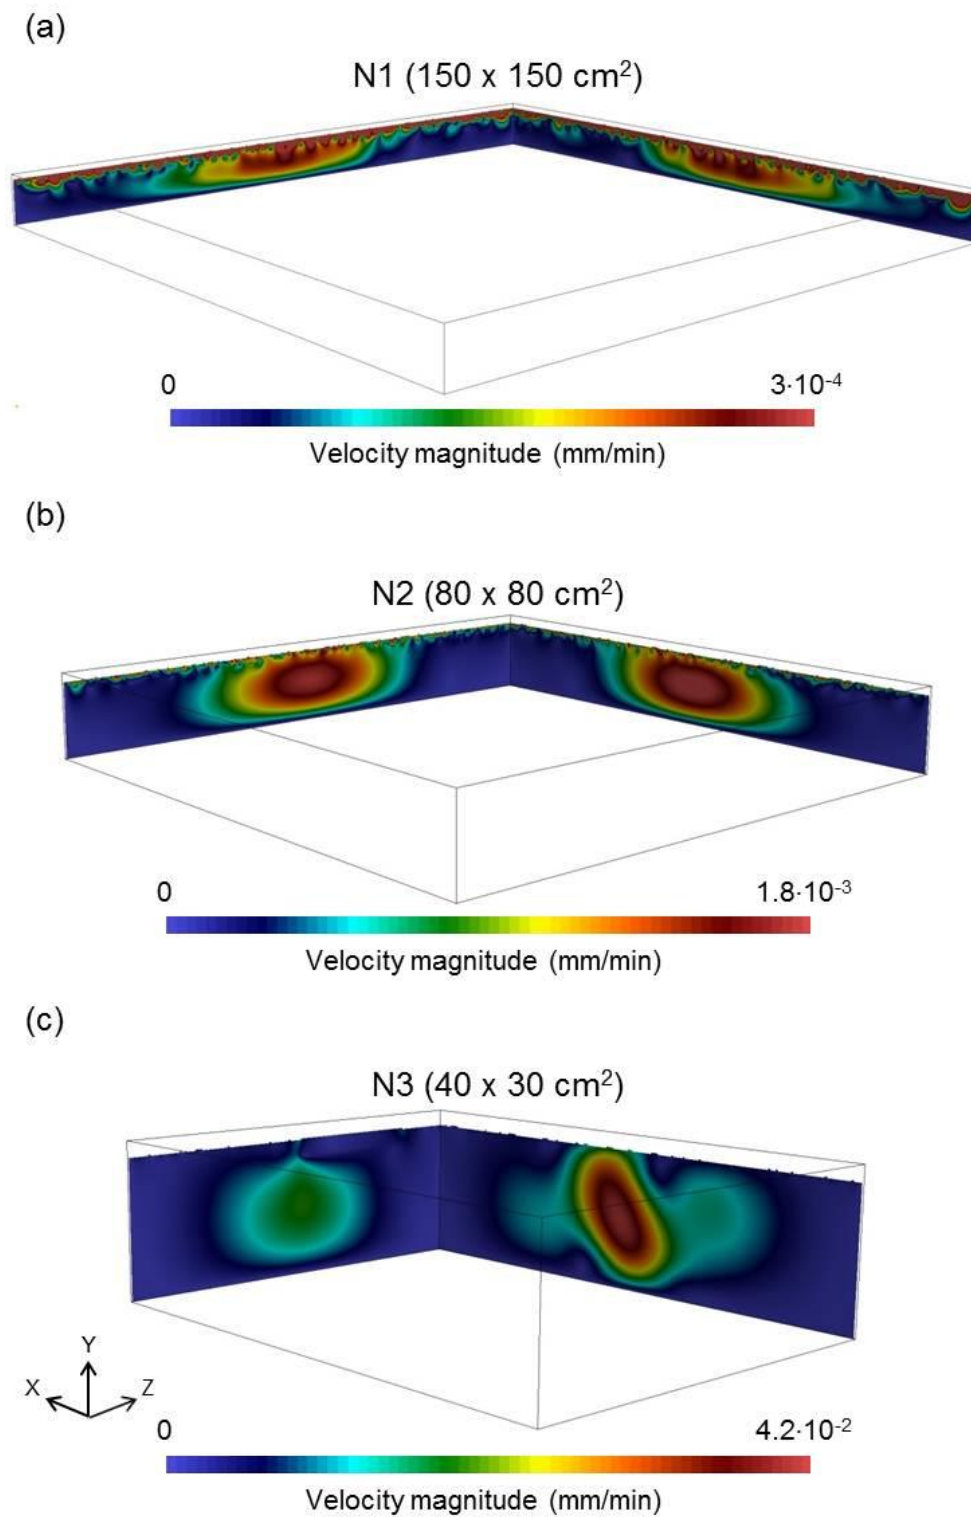 (a)
N1 (150 x 150 cm²)
0 3·10⁻⁴
Velocity magnitude (mm/min)
(b)
N2 (80 x 80 cm²)
0 1.8·10⁻³
Velocity magnitude (mm/min)
(c)
N3 (40 x 30 cm²)
Y
X Z
0 4.2·10⁻²
Velocity magnitude (mm/min)